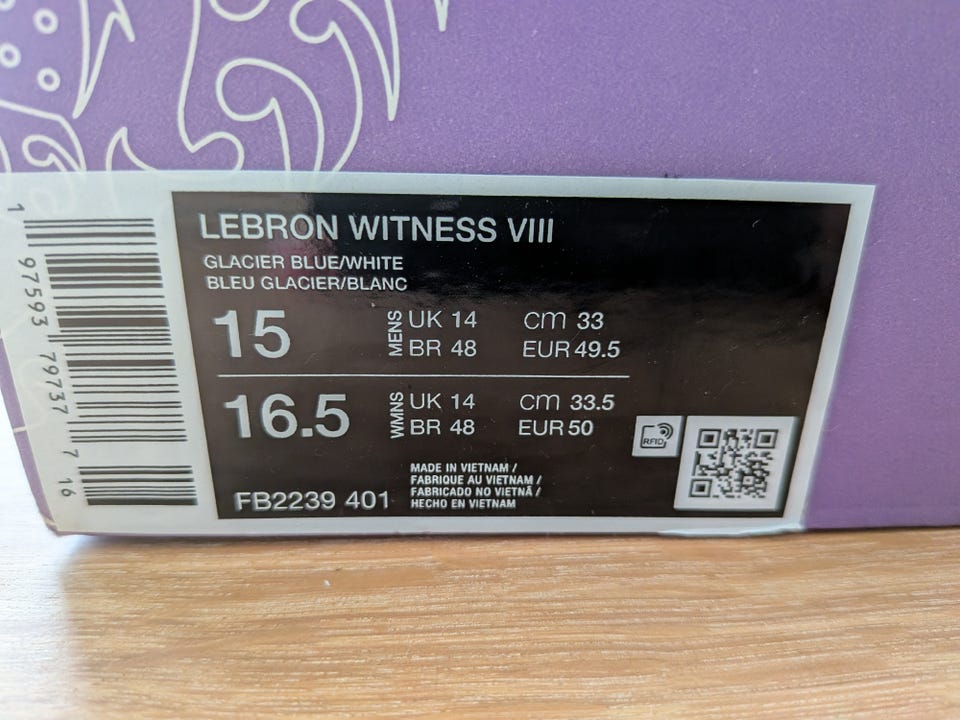 LEBRON WITNESS VIII
GLACIER BLUE/WHITE
BLEU GLACIER/BLANC
15 MENS UK 14 CM 33
BR 48 EUR 49.5
16.5 WMNS UK 14 CM 33.5
BR 48 EUR 50
RFID
MADE IN VIETNAM /
FABRIQUE AU VIETNAM /
FABRICADO NO VIETNÃ /
HECHO EN VIETNAM
FB2239 401
1 97593 79737 7 16